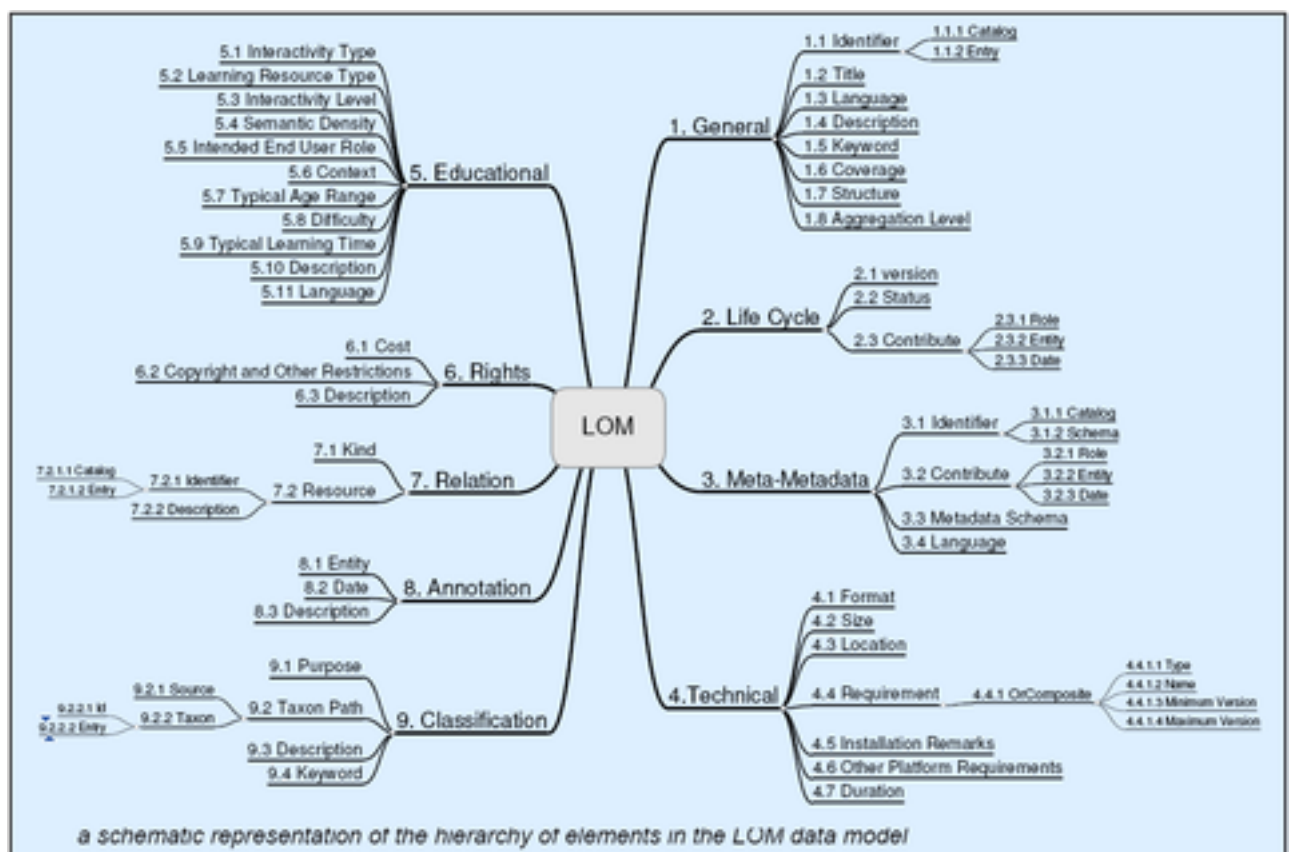 LOM
1. General
1.1 Identifier
1.1.1 Catalog
1.1.2 Entry
1.2 Title
1.3 Language
1.4 Description
1.5 Keyword
1.6 Coverage
1.7 Structure
1.8 Aggregation Level
2. Life Cycle
2.1 version
2.2 Status
2.3 Contribute
2.3.1 Role
2.3.2 Entity
2.3.3 Date
3. Meta-Metadata
3.1 Identifier
3.1.1 Catalog
3.1.2 Schema
3.2 Contribute
3.2.1 Role
3.2.2 Entity
3.2.3 Date
3.3 Metadata Schema
3.4 Language
4.Technical
4.1 Format
4.2 Size
4.3 Location
4.4 Requirement
4.4.1 OrComposite
4.4.1.1 Type
4.4.1.2 Name
4.4.1.3 Minimum Version
4.4.1.4 Maximum Version
4.5 Installation Remarks
4.6 Other Platform Requirements
4.7 Duration
5. Educational
5.1 Interactivity Type
5.2 Learning Resource Type
5.3 Interactivity Level
5.4 Semantic Density
5.5 Intended End User Role
5.6 Context
5.7 Typical Age Range
5.8 Difficulty
5.9 Typical Learning Time
5.10 Description
5.11 Language
6. Rights
6.1 Cost
6.2 Copyright and Other Restrictions
6.3 Description
7. Relation
7.1 Kind
7.2 Resource
7.2.1 Identifier
7.2.1.1 Catalog
7.2.1.2 Entry
7.2.2 Description
8. Annotation
8.1 Entity
8.2 Date
8.3 Description
9. Classification
9.1 Purpose
9.2 Taxon Path
9.2.1 Source
9.2.2 Taxon
9.2.2.1 Id
9.2.2.2 Entry
9.3 Description
9.4 Keyword
a schematic representation of the hierarchy of elements in the LOM data model